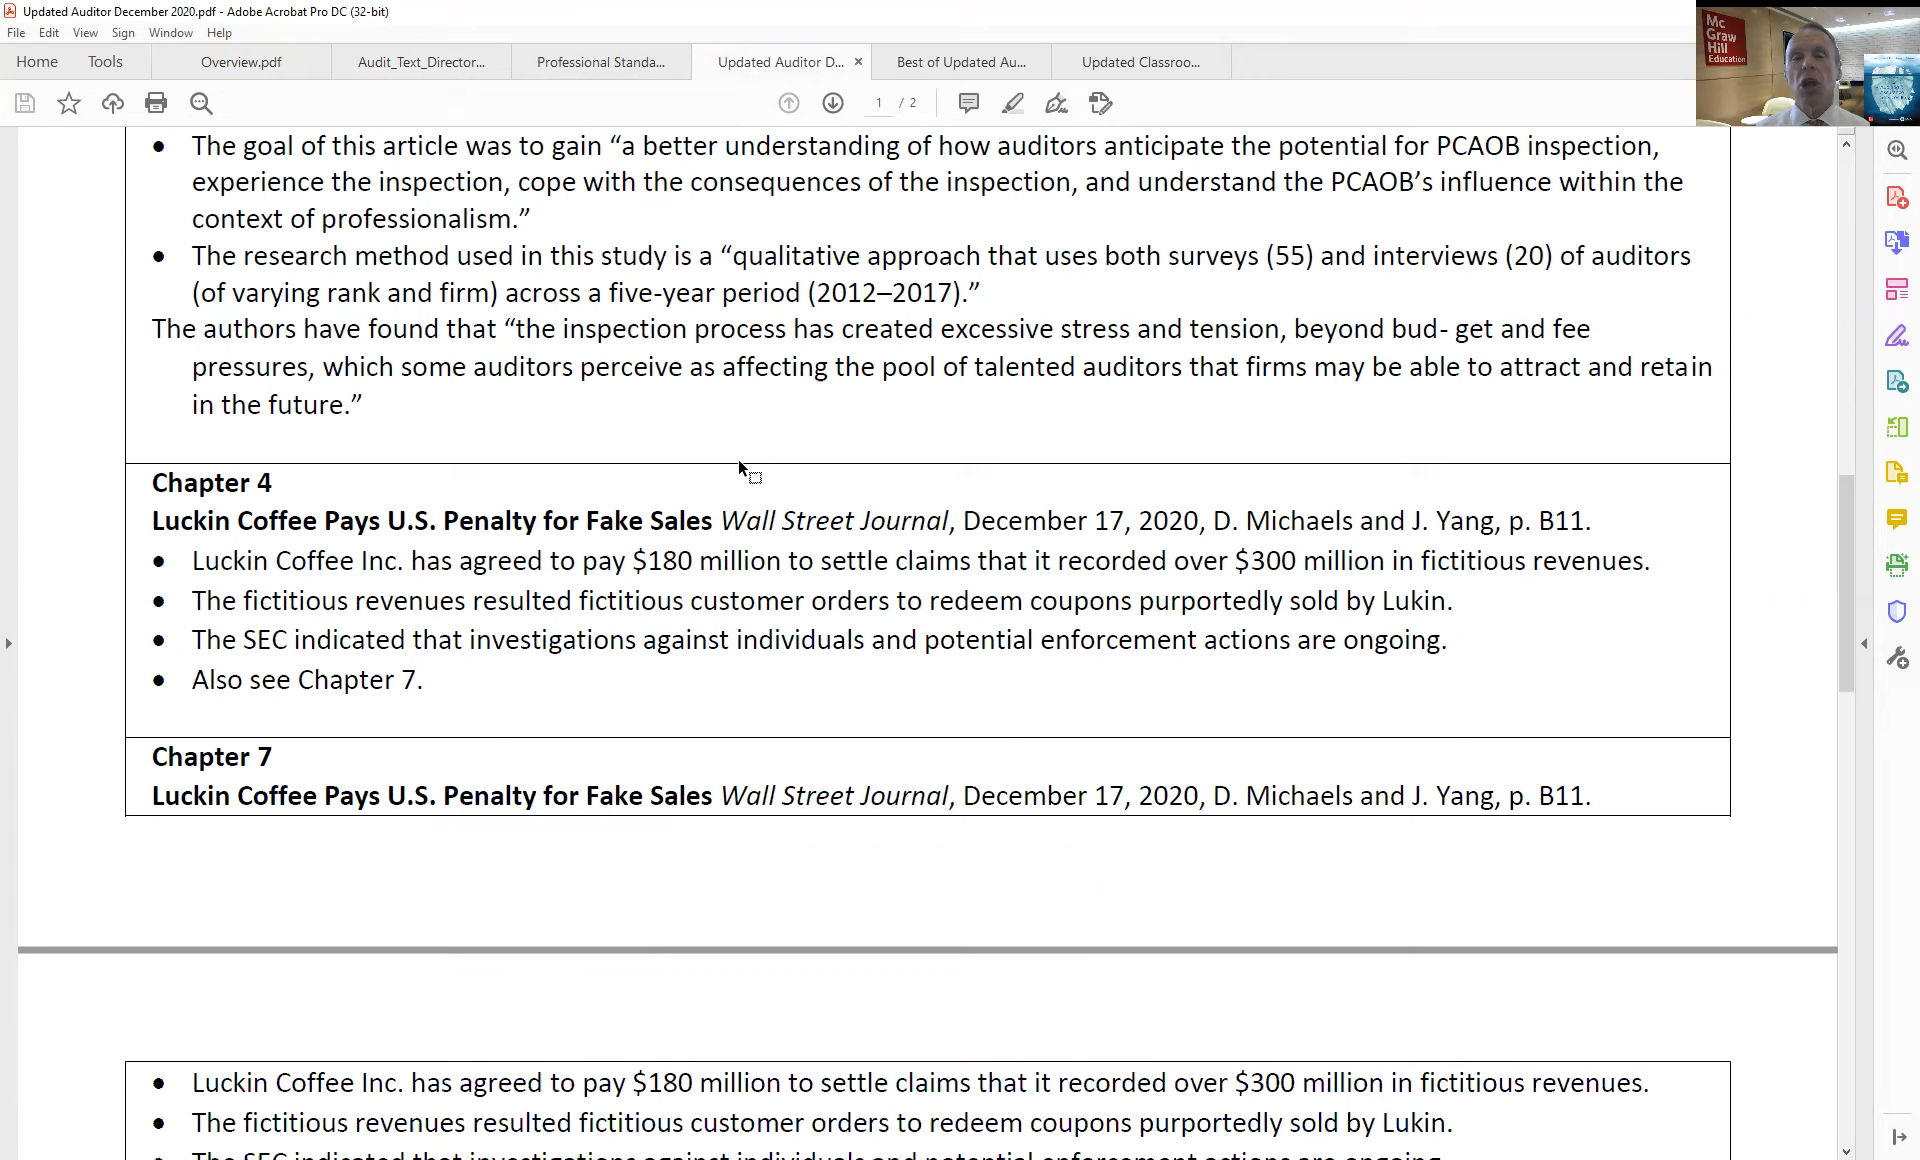 Updated Auditor December 2020.pdf - Adobe Acrobat Pro DC (32-bit)
File Edit View Sign Window Help
Home Tools Overview.pdf Audit_Text_Director... Professional Standa... Updated Auditor D... × Best of Updated Au... Updated Classroo...
1 / 2
Mc
Graw
Hill
Education
• The goal of this article was to gain “a better understanding of how auditors anticipate the potential for PCAOB inspection,
experience the inspection, cope with the consequences of the inspection, and understand the PCAOB’s influence within the
context of professionalism.”
• The research method used in this study is a “qualitative approach that uses both surveys (55) and interviews (20) of auditors
(of varying rank and firm) across a five-year period (2012–2017).”
The authors have found that “the inspection process has created excessive stress and tension, beyond bud- get and fee
pressures, which some auditors perceive as affecting the pool of talented auditors that firms may be able to attract and retain
in the future.”
Chapter 4
Luckin Coffee Pays U.S. Penalty for Fake Sales Wall Street Journal, December 17, 2020, D. Michaels and J. Yang, p. B11.
• Luckin Coffee Inc. has agreed to pay $180 million to settle claims that it recorded over $300 million in fictitious revenues.
• The fictitious revenues resulted fictitious customer orders to redeem coupons purportedly sold by Lukin.
• The SEC indicated that investigations against individuals and potential enforcement actions are ongoing.
• Also see Chapter 7.
Chapter 7
Luckin Coffee Pays U.S. Penalty for Fake Sales Wall Street Journal, December 17, 2020, D. Michaels and J. Yang, p. B11.
• Luckin Coffee Inc. has agreed to pay $180 million to settle claims that it recorded over $300 million in fictitious revenues.
• The fictitious revenues resulted fictitious customer orders to redeem coupons purportedly sold by Lukin.
• The SEC indicated that investigations against individuals and potential enforcement actions are ongoing.